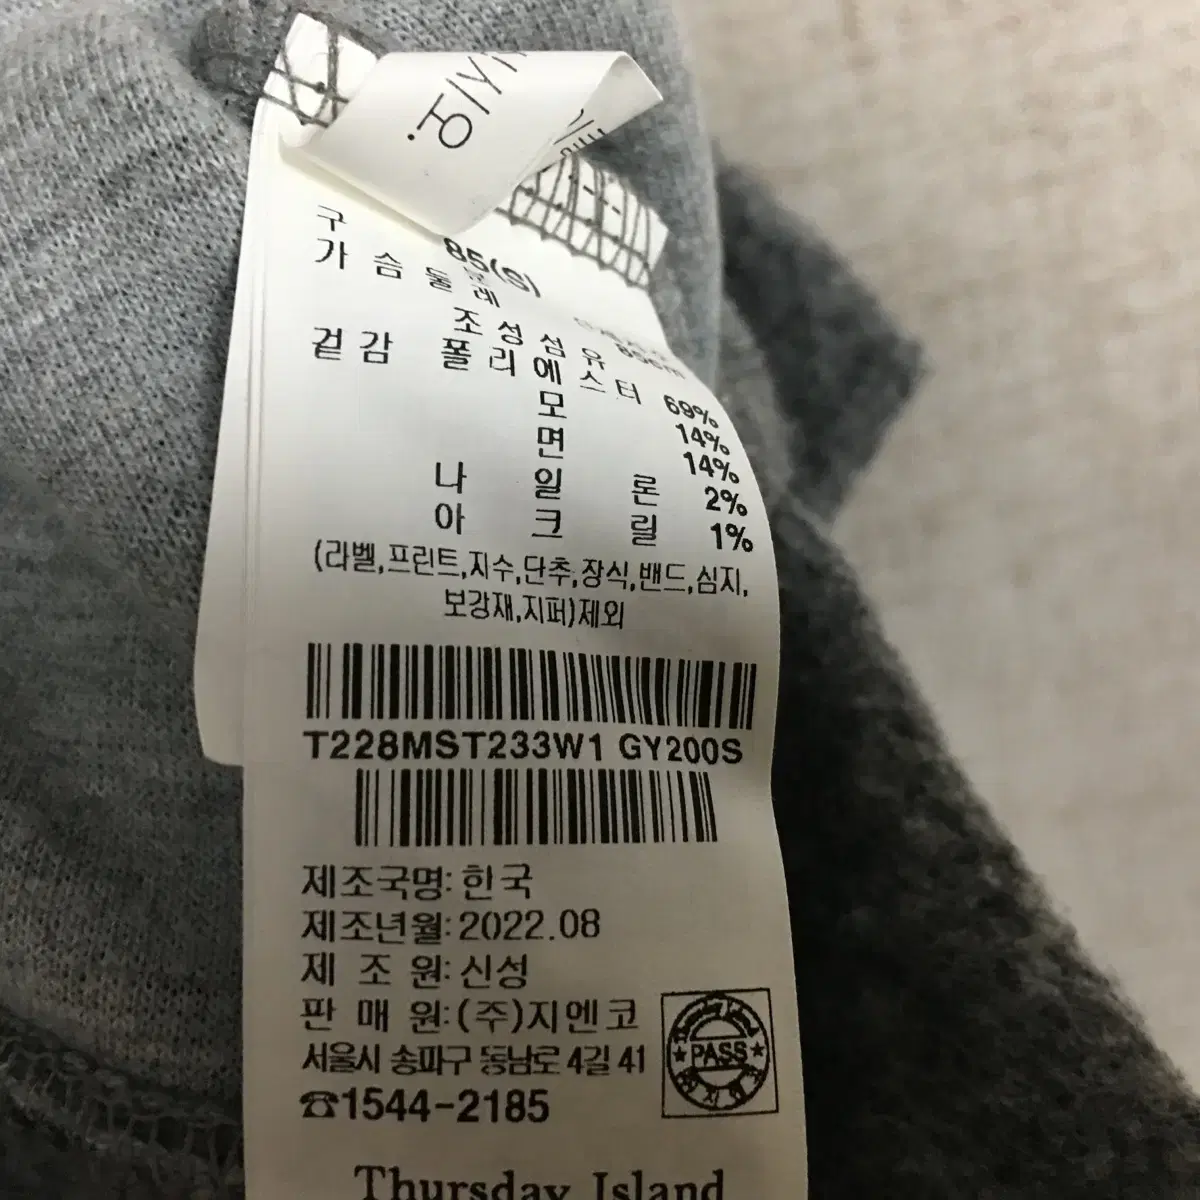 시오.
구
85(S)
가 슴 둘 레
85cm
조 성 섬 유
겉감 폴 리 에 스 터 69%
모 14%
면 14%
나 일 론 2%
아 크 릴 1%
(라벨,프린트,지수,단추,장식,밴드,심지,
보강재,지퍼)제외
T228MST233W1 GY200S
제조국명: 한국
제조년월: 2022.08
제 조 원: 신성
판 매 원: (주)지엔코
서울시 송파구 동남로 4길 41
☎1544-2185
Thursday Island
PASS
Thursday Island